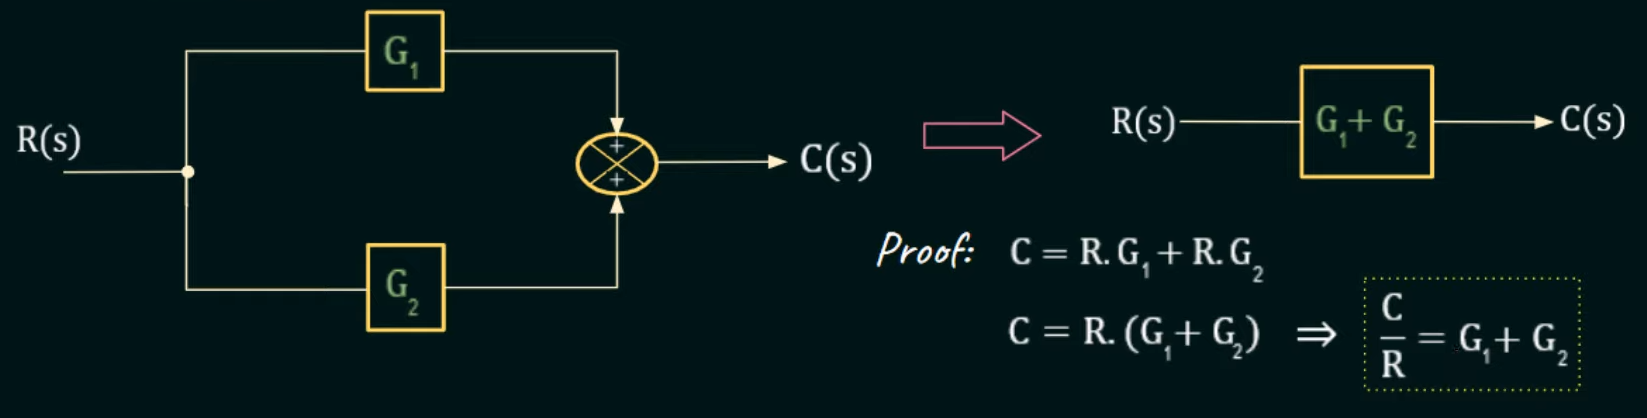 R(s)
G₁
G₂
+
+
C(s)
R(s)
G₁+ G₂
C(s)
Proof: C = R. G₁ + R. G₂
C = R. (G₁+ G₂) ⇒ C/R = G₁+ G₂